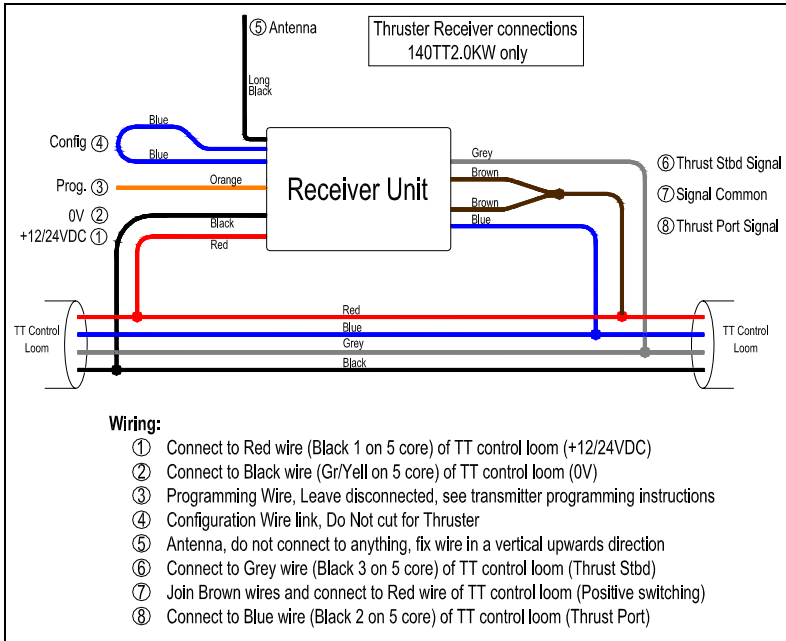 ⑤ Antenna
Thruster Receiver connections
140TT2.0KW only
Long
Black
Blue
Config ④
Blue
Prog. ③
Orange
0V ②
Black
+12/24VDC ①
Red
Receiver Unit
Grey
⑥ Thrust Stbd Signal
Brown
⑦ Signal Common
Brown
Blue
⑧ Thrust Port Signal
Red
Blue
Grey
Black
TT Control
Loom
TT Control
Loom
Wiring:
① Connect to Red wire (Black 1 on 5 core) of TT control loom (+12/24VDC)
② Connect to Black wire (Gr/Yell on 5 core) of TT control loom (0V)
③ Programming Wire, Leave disconnected, see transmitter programming instructions
④ Configuration Wire link, Do Not cut for Thruster
⑤ Antenna, do not connect to anything, fix wire in a vertical upwards direction
⑥ Connect to Grey wire (Black 3 on 5 core) of TT control loom (Thrust Stbd)
⑦ Join Brown wires and connect to Red wire of TT control loom (Positive switching)
⑧ Connect to Blue wire (Black 2 on 5 core) of TT control loom (Thrust Port)